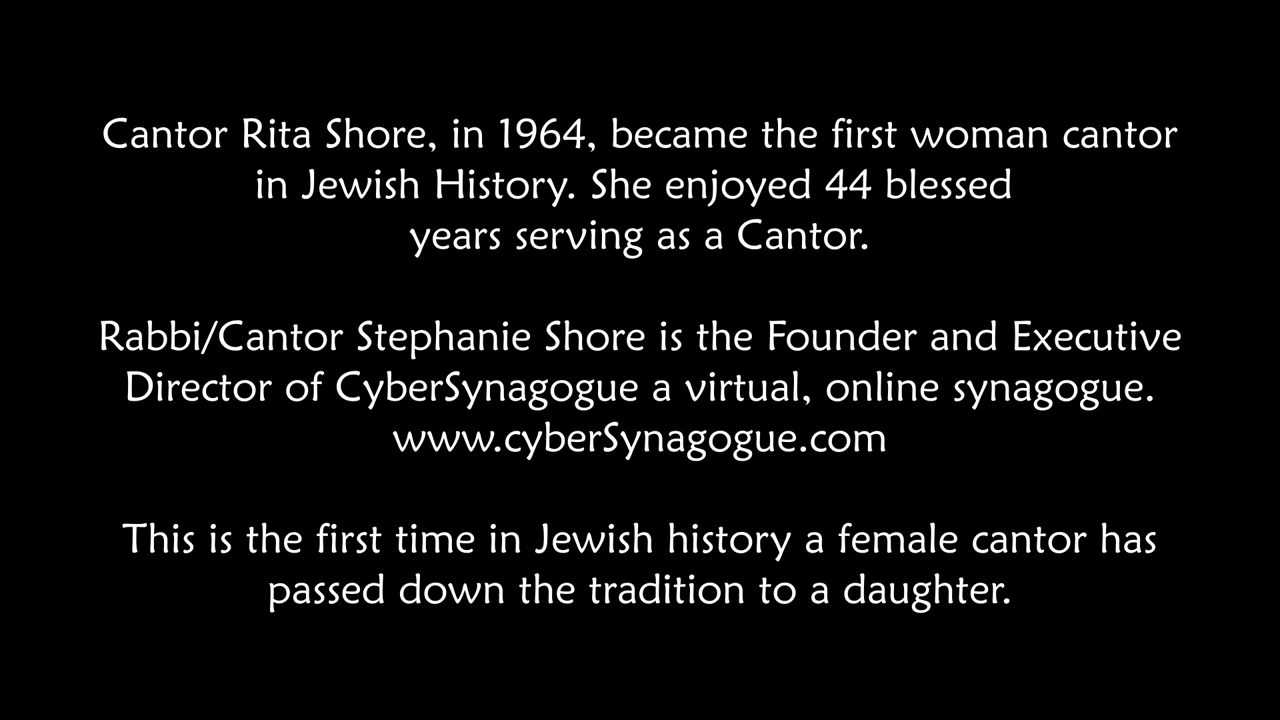 Cantor Rita Shore, in 1964, became the first woman cantor
in Jewish History. She enjoyed 44 blessed
years serving as a Cantor.
Rabbi/Cantor Stephanie Shore is the Founder and Executive
Director of CyberSynagogue a virtual, online synagogue.
www.cyberSynagogue.com
This is the first time in Jewish history a female cantor has
passed down the tradition to a daughter.